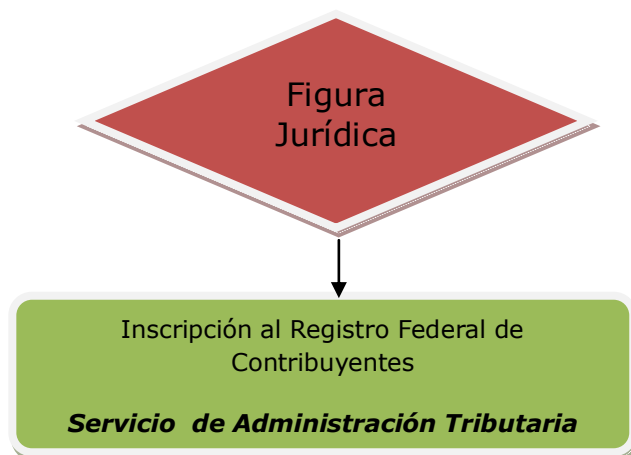 Figura
Jurídica
Inscripción al Registro Federal de
Contribuyentes
Servicio de Administración Tributaria